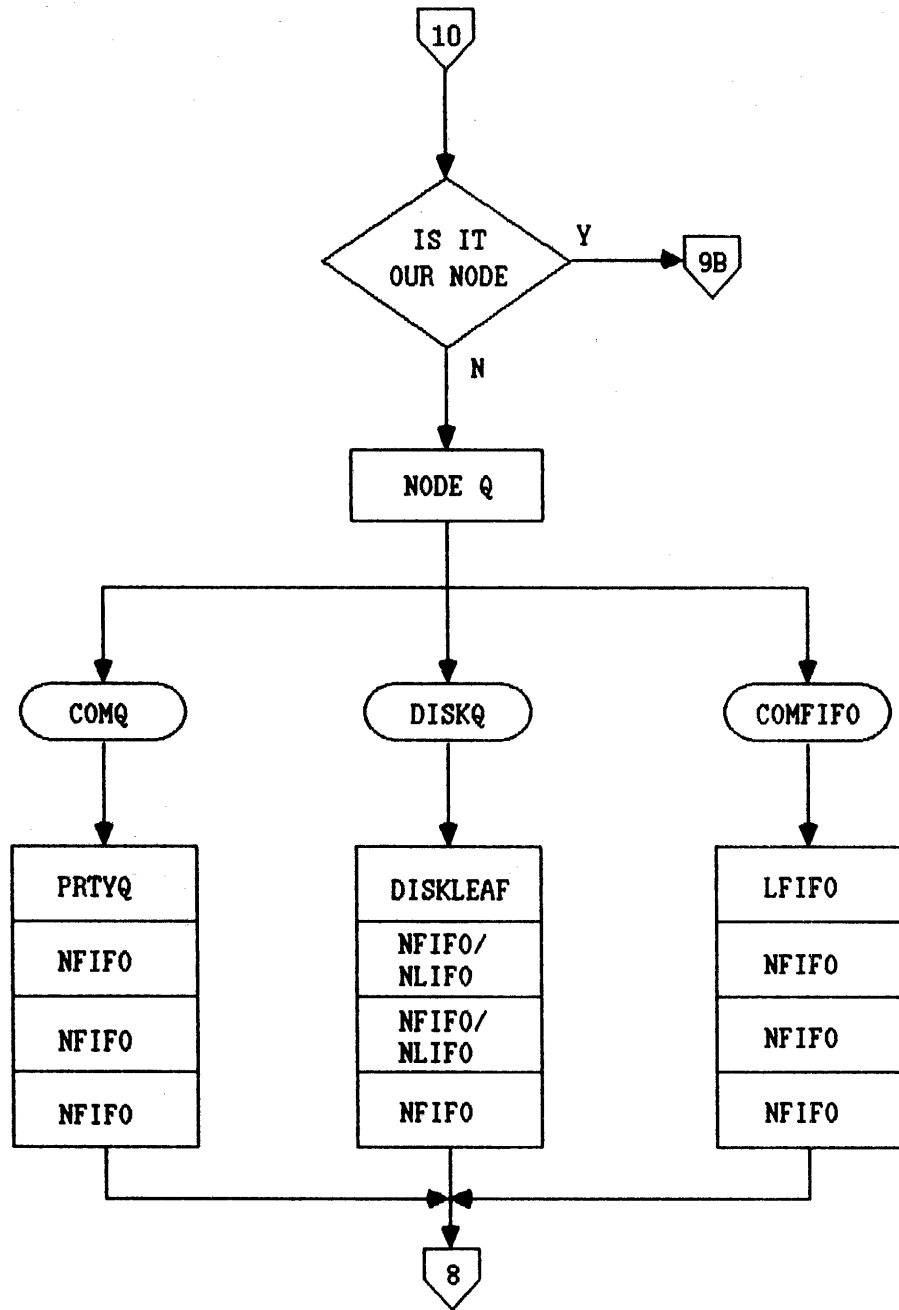 10
IS IT
OUR NODE
Y
9B
N
NODE Q
COMQ
DISKQ
COMFIFO
PRTYQ
NFIFO
NFIFO
NFIFO
DISKLEAF
NFIFO/
NLIFO
NFIFO/
NLIFO
NFIFO
LFIFO
NFIFO
NFIFO
NFIFO
8